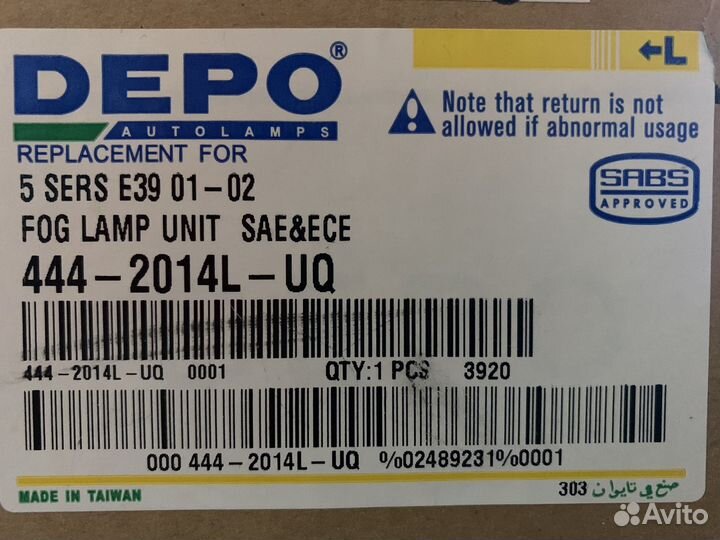 DEPO®
AUTOLAMPS
←L
Note that return is not
allowed if abnormal usage
REPLACEMENT FOR
5 SERS E39 01-02
FOG LAMP UNIT SAE&ECE
444-2014L-UQ
SABS
APPROVED
444-2014L-UQ 0001 QTY:1 PCS 3920
000 444-2014L-UQ %02489231%0001
MADE IN TAIWAN
303 صنع في تايوان
Avito